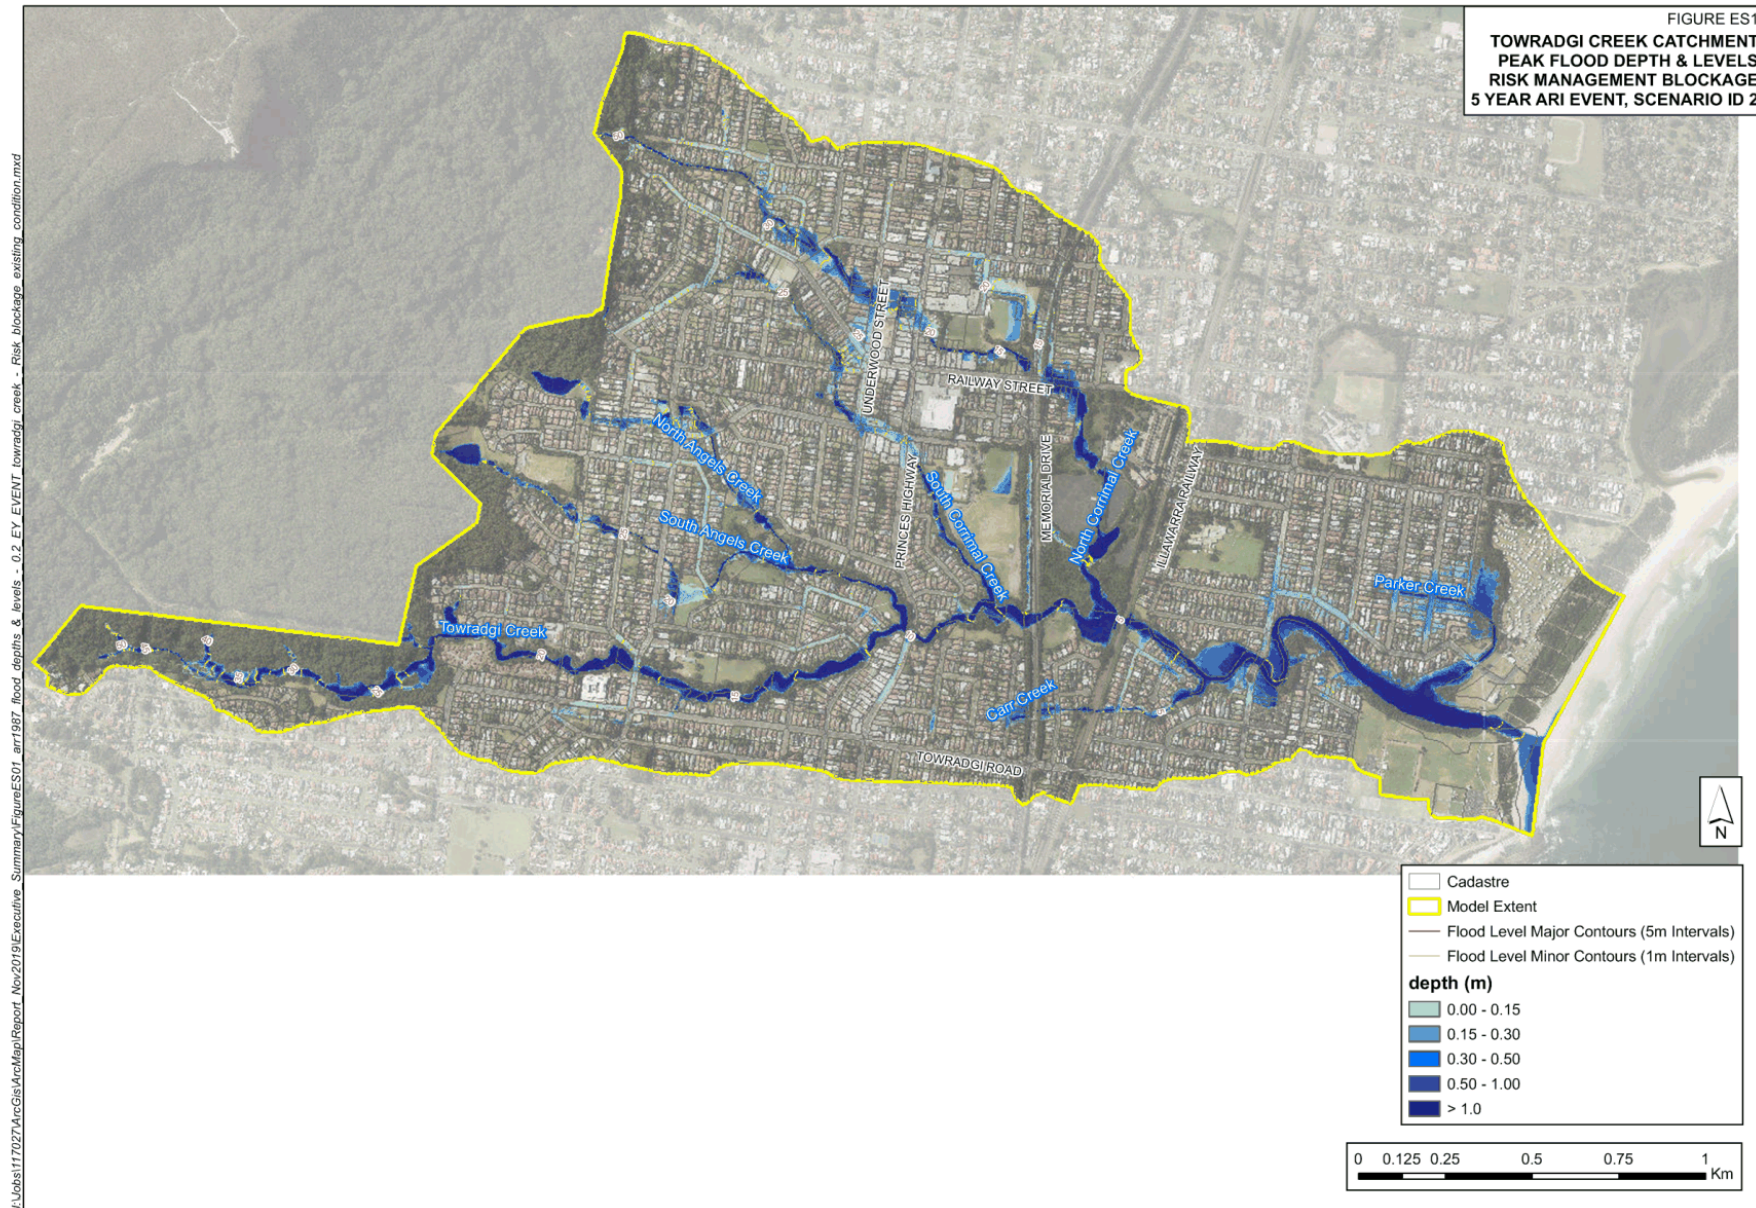 FIGURE ES1
TOWRADGI CREEK CATCHMENT
PEAK FLOOD DEPTH & LEVELS
RISK MANAGEMENT BLOCKAGE
5 YEAR ARI EVENT, SCENARIO ID 2
UNDERWOOD STREET
RAILWAY STREET
North Angels Creek
PRINCES HIGHWAY
MEMORIAL DRIVE
North Corrimal Creek
ILLAWARRA RAILWAY
South Corrimal Creek
South Angels Creek
Parker Creek
Towradgi Creek
Carr Creek
TOWRADGI ROAD
N
Cadastre
Model Extent
Flood Level Major Contours (5m Intervals)
Flood Level Minor Contours (1m Intervals)
depth (m)
0.00 - 0.15
0.15 - 0.30
0.30 - 0.50
0.50 - 1.00
> 1.0
0 0.125 0.25 0.5 0.75 1
Km
I:\Jobs\117027\ArcGis\ArcMap\Report_Nov2019\Executive_Summary\FigureES01_arr1987_flood_depths_&_levels_-_0.2_EY_EVENT_towradgi_creek_-_Risk_blockage_existing_condition.mxd